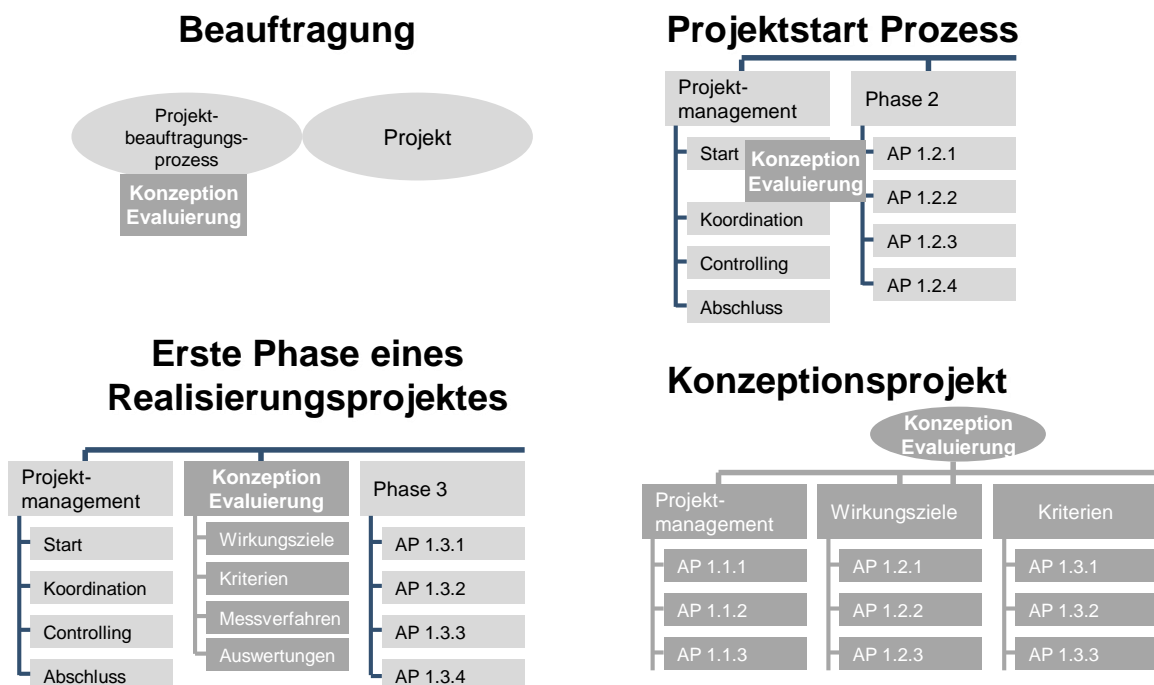 Beauftragung
Projekt-
beauftragungs-
prozess
Projekt
Konzeption
Evaluierung
Projektstart Prozess
Projekt-
management
Phase 2
Start
Konzeption
Evaluierung
Koordination
Controlling
Abschluss
AP 1.2.1
AP 1.2.2
AP 1.2.3
AP 1.2.4
Erste Phase eines
Realisierungsprojektes
Projekt-
management
Konzeption
Evaluierung
Phase 3
Start
Koordination
Controlling
Abschluss
Wirkungsziele
Kriterien
Messverfahren
Auswertungen
AP 1.3.1
AP 1.3.2
AP 1.3.3
AP 1.3.4
Konzeptionsprojekt
Konzeption
Evaluierung
Projekt-
management
Wirkungsziele
Kriterien
AP 1.1.1
AP 1.1.2
AP 1.1.3
AP 1.2.1
AP 1.2.2
AP 1.2.3
AP 1.3.1
AP 1.3.2
AP 1.3.3